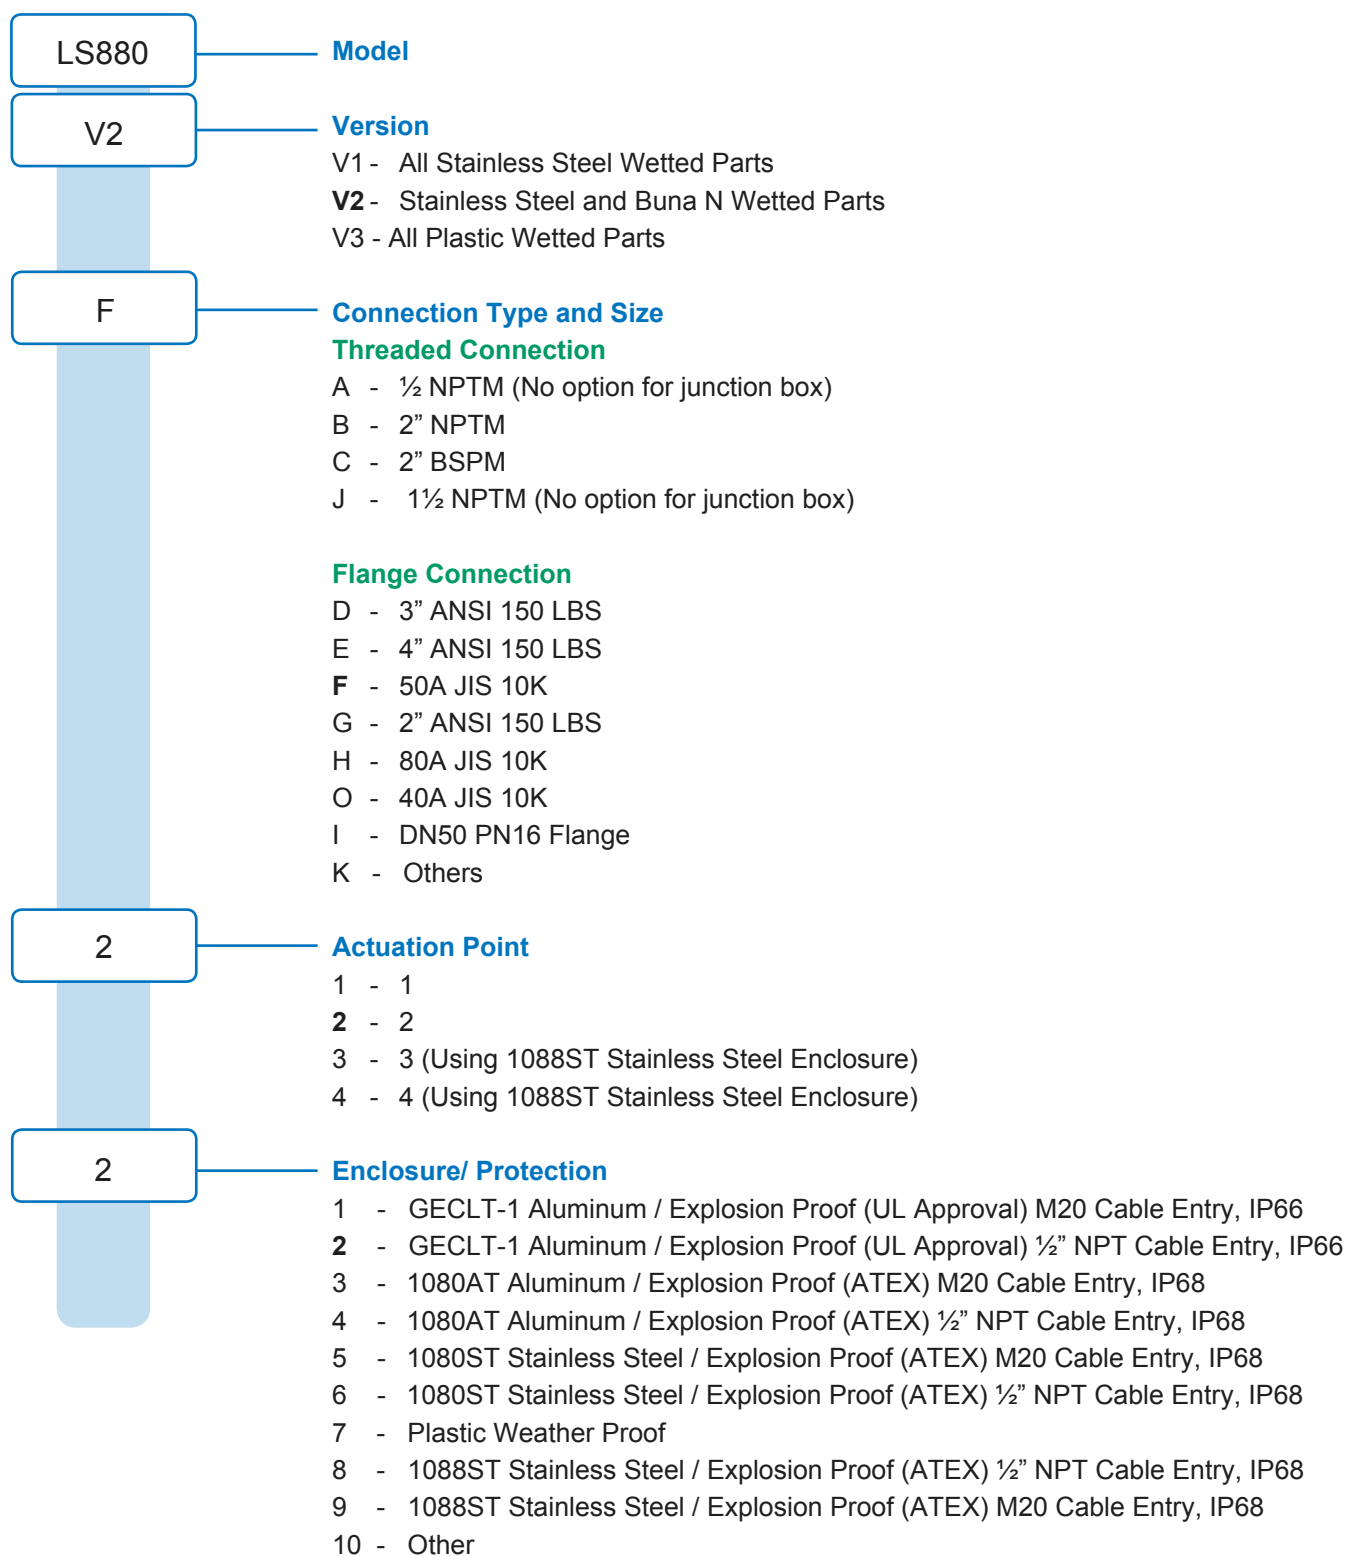 LS880
Model
V2
Version
V1 - All Stainless Steel Wetted Parts
V2 - Stainless Steel and Buna N Wetted Parts
V3 - All Plastic Wetted Parts
F
Connection Type and Size
Threaded Connection
A - ½ NPTM (No option for junction box)
B - 2” NPTM
C - 2” BSPM
J - 1½ NPTM (No option for junction box)
Flange Connection
D - 3” ANSI 150 LBS
E - 4” ANSI 150 LBS
F - 50A JIS 10K
G - 2” ANSI 150 LBS
H - 80A JIS 10K
O - 40A JIS 10K
I - DN50 PN16 Flange
K - Others
2
Actuation Point
1 - 1
2 - 2
3 - 3 (Using 1088ST Stainless Steel Enclosure)
4 - 4 (Using 1088ST Stainless Steel Enclosure)
2
Enclosure/ Protection
1 - GECLT-1 Aluminum / Explosion Proof (UL Approval) M20 Cable Entry, IP66
2 - GECLT-1 Aluminum / Explosion Proof (UL Approval) ½” NPT Cable Entry, IP66
3 - 1080AT Aluminum / Explosion Proof (ATEX) M20 Cable Entry, IP68
4 - 1080AT Aluminum / Explosion Proof (ATEX) ½” NPT Cable Entry, IP68
5 - 1080ST Stainless Steel / Explosion Proof (ATEX) M20 Cable Entry, IP68
6 - 1080ST Stainless Steel / Explosion Proof (ATEX) ½” NPT Cable Entry, IP68
7 - Plastic Weather Proof
8 - 1088ST Stainless Steel / Explosion Proof (ATEX) ½” NPT Cable Entry, IP68
9 - 1088ST Stainless Steel / Explosion Proof (ATEX) M20 Cable Entry, IP68
10 - Other